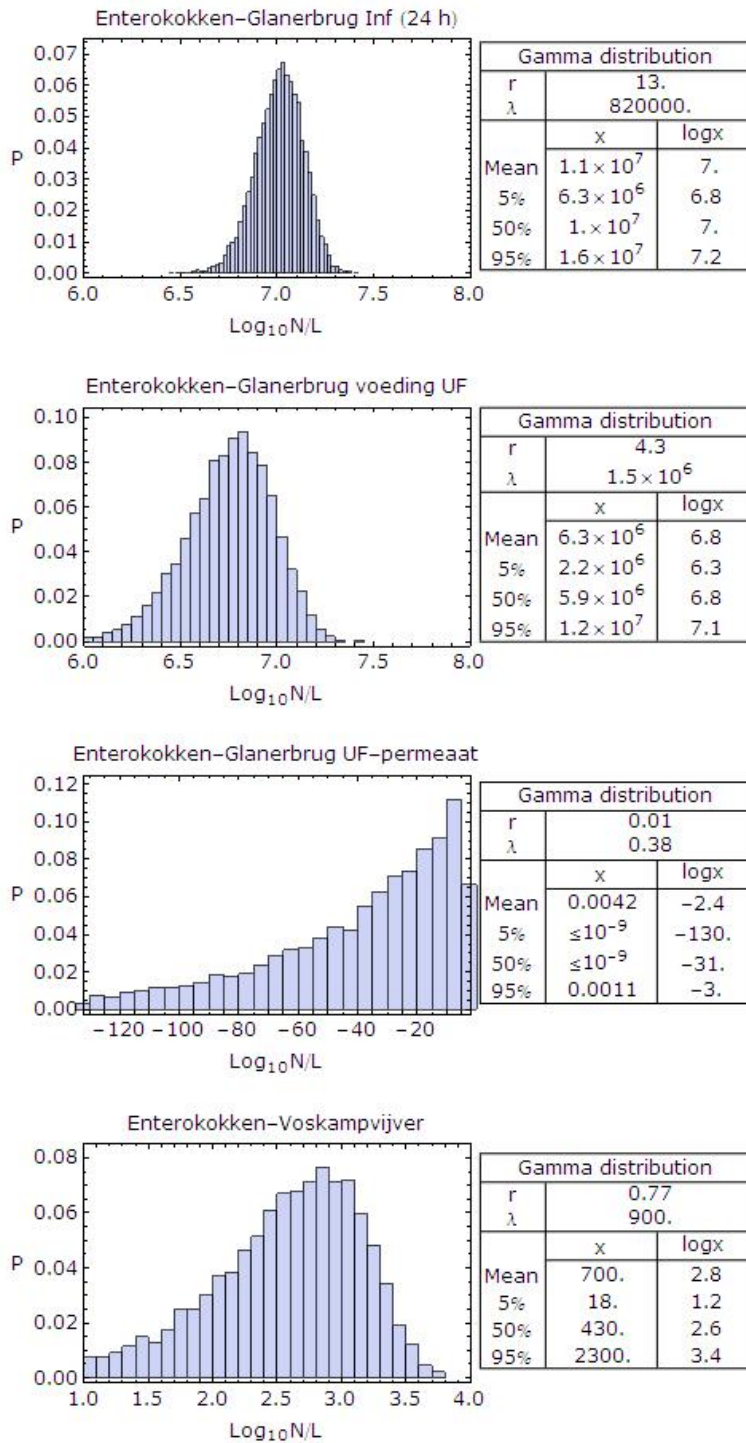 Enterokokken–Glanerbrug Inf (24 h)
0.07
0.06
0.05
0.04
P
0.03
0.02
0.01
0.00
6.0 6.5 7.0 7.5 8.0
Log10N/L
Gamma distribution
r 13.
λ 820000.
x logx
Mean 1.1×10^7 7.
5% 6.3×10^6 6.8
50% 1.×10^7 7.
95% 1.6×10^7 7.2
Enterokokken–Glanerbrug voeding UF
0.10
0.08
0.06
P
0.04
0.02
0.00
6.0 6.5 7.0 7.5 8.0
Log10N/L
Gamma distribution
r 4.3
λ 1.5×10^6
x logx
Mean 6.3×10^6 6.8
5% 2.2×10^6 6.3
50% 5.9×10^6 6.8
95% 1.2×10^7 7.1
Enterokokken–Glanerbrug UF–permeaat
0.12
0.10
0.08
P 0.06
0.04
0.02
0.00
−120 −100 −80 −60 −40 −20
Log10N/L
Gamma distribution
r 0.01
λ 0.38
x logx
Mean 0.0042 −2.4
5% ≤10^−9 −130.
50% ≤10^−9 −31.
95% 0.0011 −3.
Enterokokken–Voskampvijver
0.08
0.06
P 0.04
0.02
0.00
1.0 1.5 2.0 2.5 3.0 3.5 4.0
Log10N/L
Gamma distribution
r 0.77
λ 900.
x logx
Mean 700. 2.8
5% 18. 1.2
50% 430. 2.6
95% 2300. 3.4